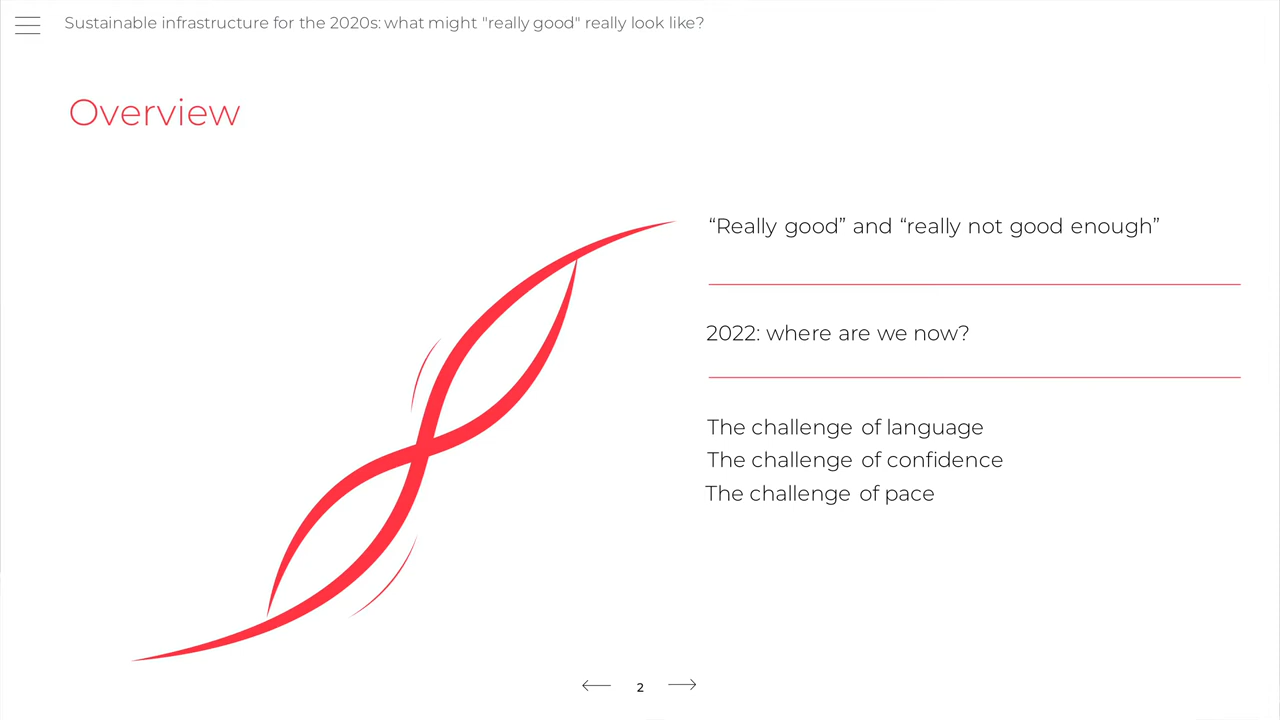 Sustainable infrastructure for the 2020s: what might "really good" really look like?
Overview
“Really good” and “really not good enough”
2022: where are we now?
The challenge of language
The challenge of confidence
The challenge of pace
2